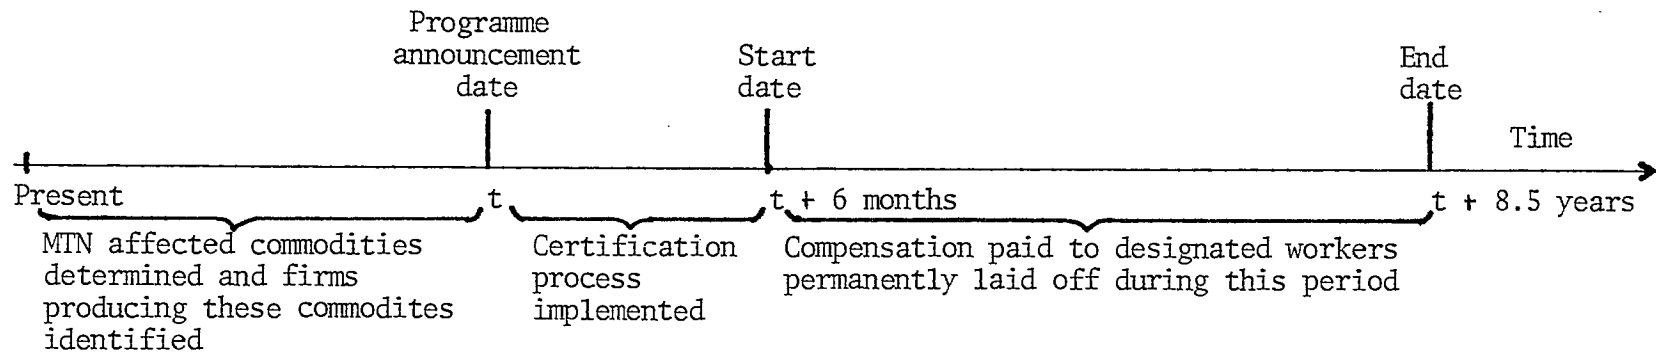 Programme
announcement
date
Start
date
End
date
Time
Present
t
t + 6 months
t + 8.5 years
MTN affected commodities
determined and firms
producing these commodites
identified
Certification
process
implemented
Compensation paid to designated workers
permanently laid off during this period